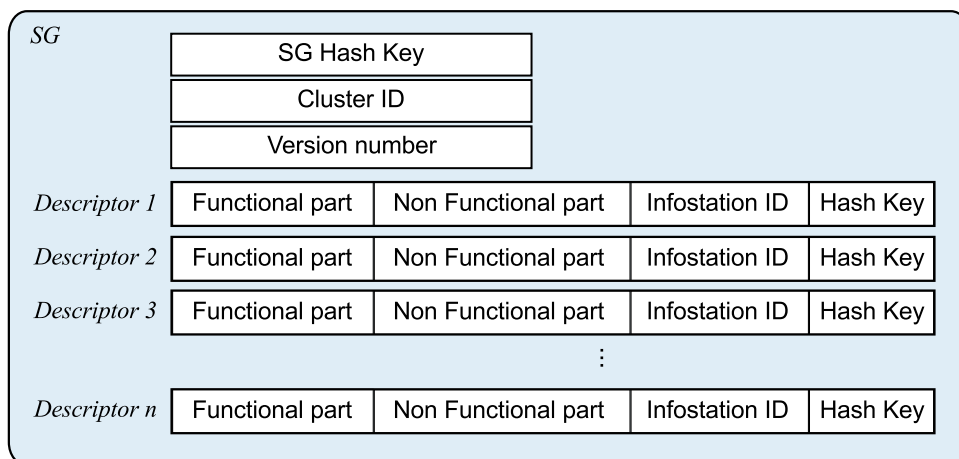 SG
SG Hash Key
Cluster ID
Version number
Descriptor 1 Functional part Non Functional part Infostation ID Hash Key
Descriptor 2 Functional part Non Functional part Infostation ID Hash Key
Descriptor 3 Functional part Non Functional part Infostation ID Hash Key
⋮
Descriptor n Functional part Non Functional part Infostation ID Hash Key